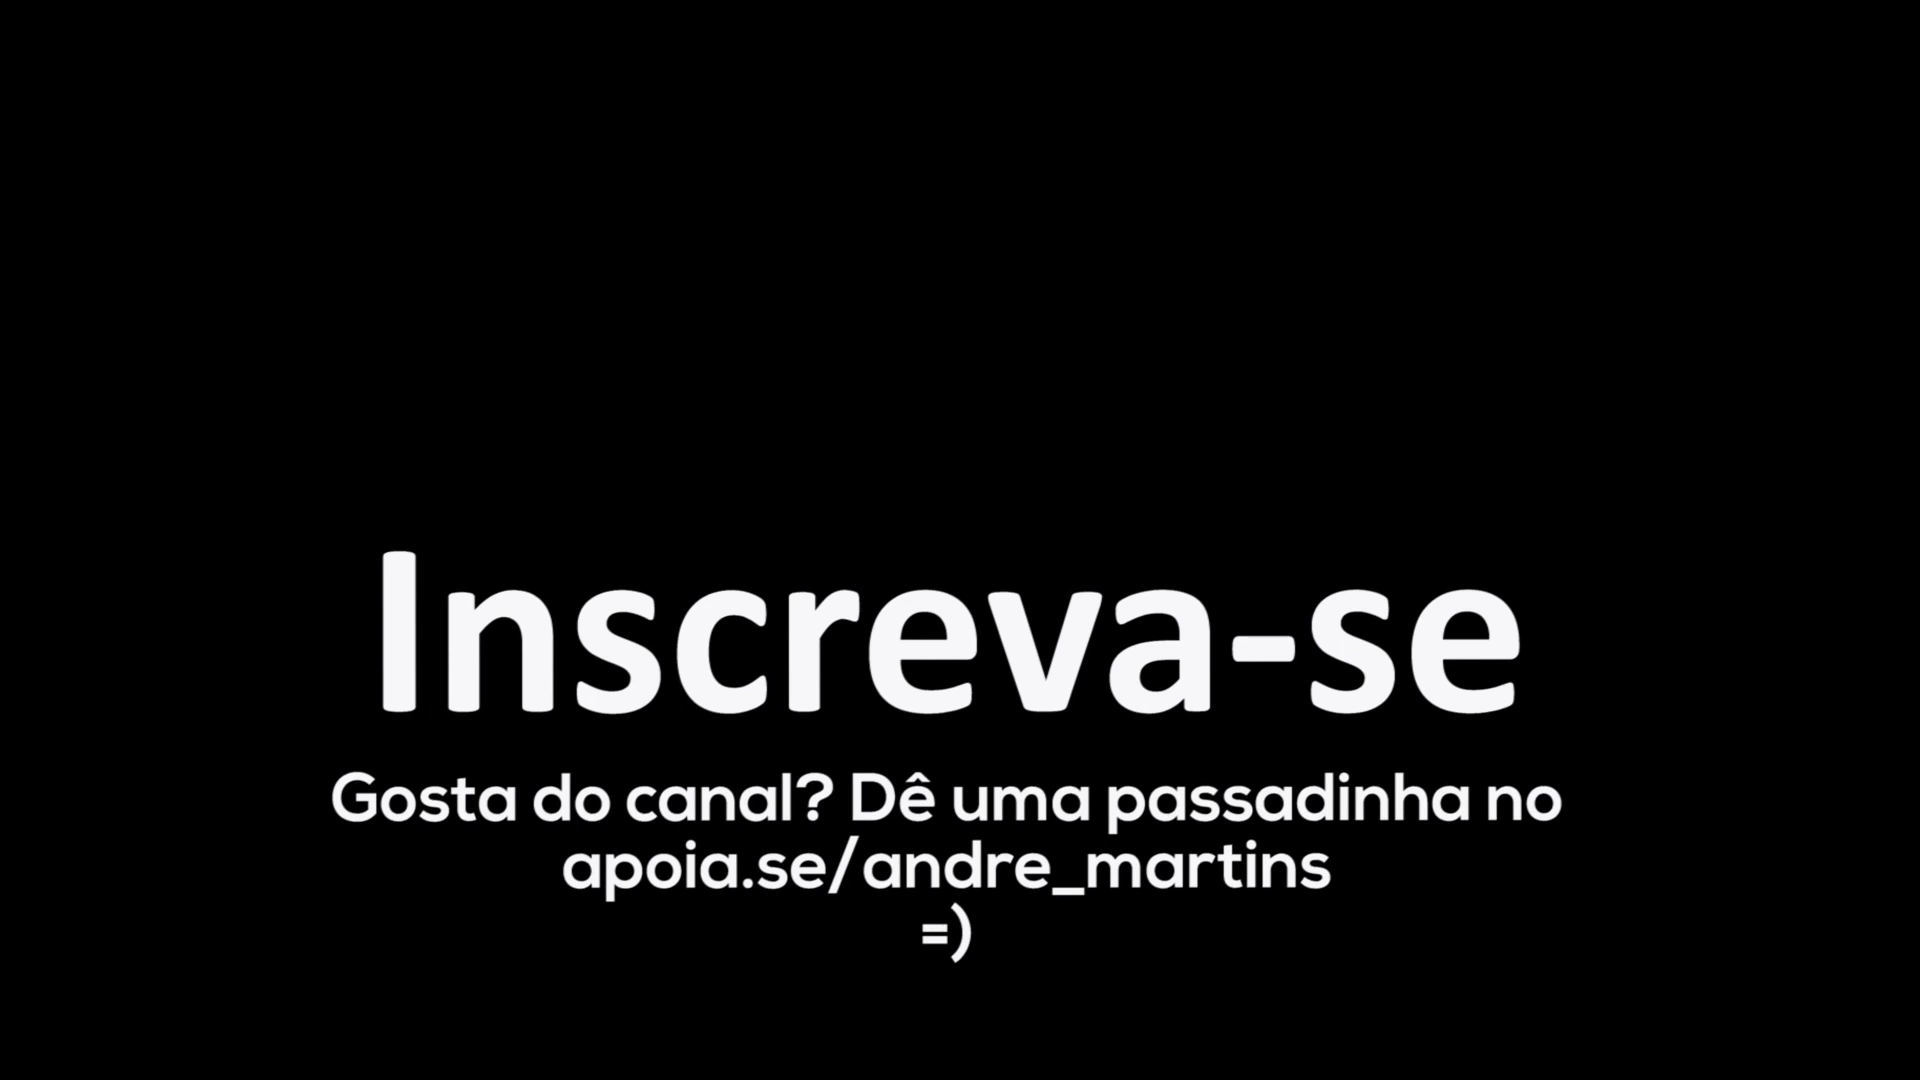 Inscreva-se
Gosta do canal? Dê uma passadinha no
apoia.se/andre_martins
=)